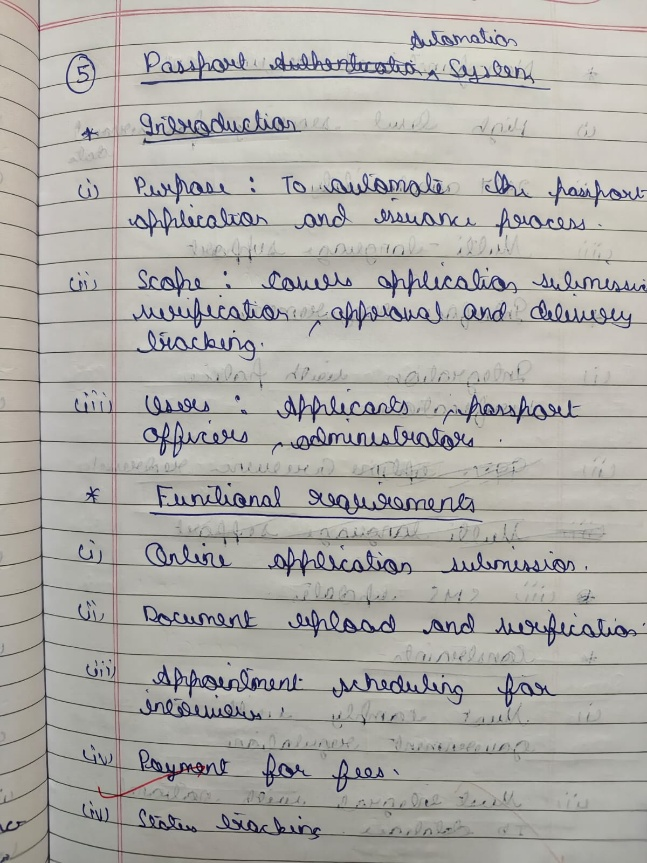 Automation
⑤ Passport Authentication ^ System
* Introduction
(i) Purpose : To automate the passport
application and issuance process.
(ii) Scope : Covers application submissi
verification, approval and delivery
tracking.
(iii) Users : Applicants, passport
officers, administrators.
* Functional requirements
(i) Online application submission.
(ii) Document upload and verification.
(iii) Appointment scheduling for
interviews
(iv) Payment for fees.
(iv) Status tracking